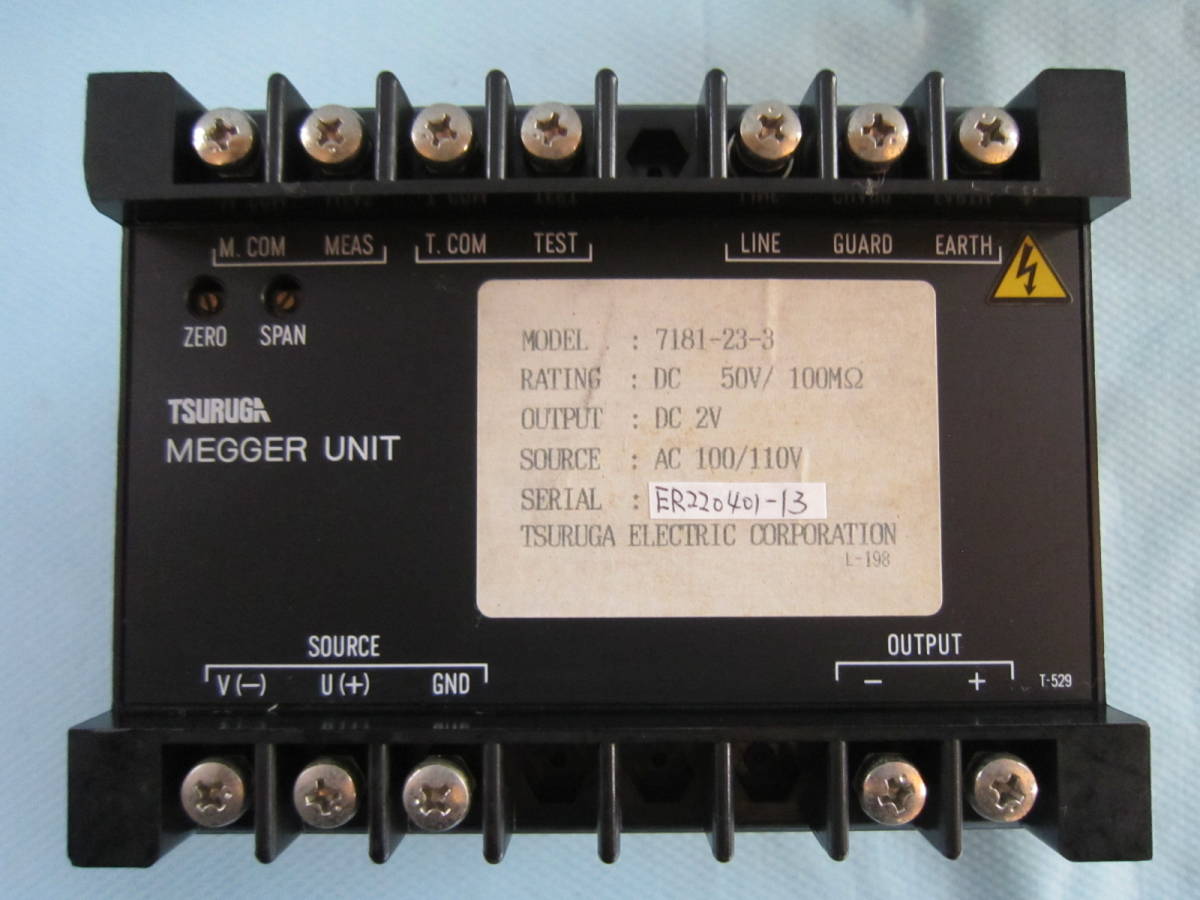 M. COM MEAS T. COM TEST LINE GUARD EARTH
ZERO SPAN
TSURUGA
MEGGER UNIT
MODEL : 7181-23-3
RATING : DC 50V/ 100MΩ
OUTPUT : DC 2V
SOURCE : AC 100/110V
SERIAL : ER220401-13
TSURUGA ELECTRIC CORPORATION
L-198
SOURCE
V(−) U(+) GND
OUTPUT
− +
T-529